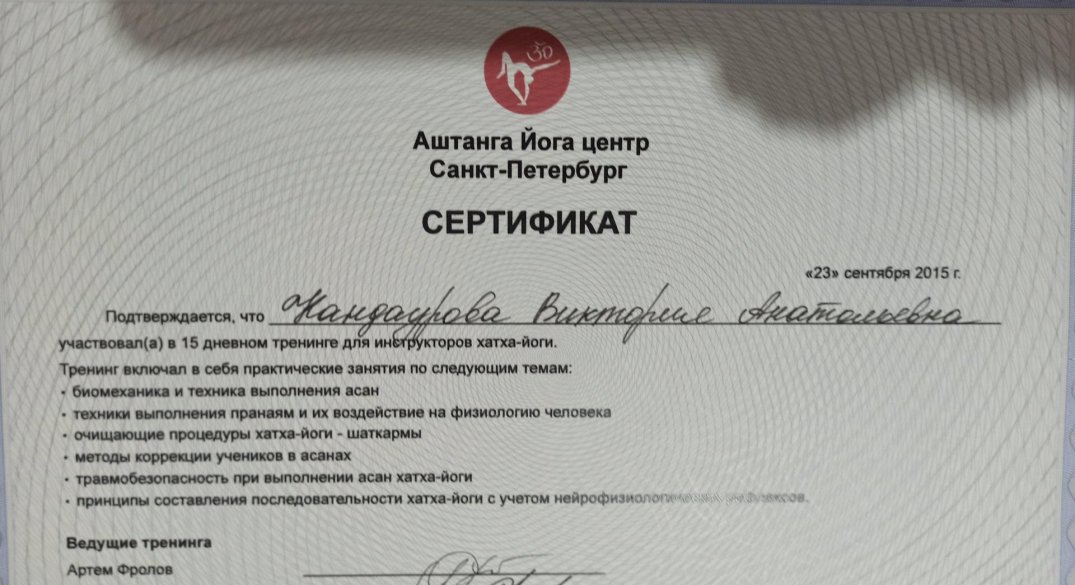 ॐ
Аштанга Йога центр
Санкт-Петербург
СЕРТИФИКАТ
«23» сентября 2015 г.
Подтверждается, что Кандаурова Виктория Анатольевна
участвовал(а) в 15 дневном тренинге для инструкторов хатха-йоги.
Тренинг включал в себя практические занятия по следующим темам:
· биомеханика и техника выполнения асан
· техники выполнения пранаям и их воздействие на физиологию человека
· очищающие процедуры хатха-йоги - шаткармы
· методы коррекции учеников в асанах
· травмобезопасность при выполнении асан хатха-йоги
· принципы составления последовательности хатха-йоги с учетом нейрофизиологических рефлексов.
Ведущие тренинга
Артем Фролов